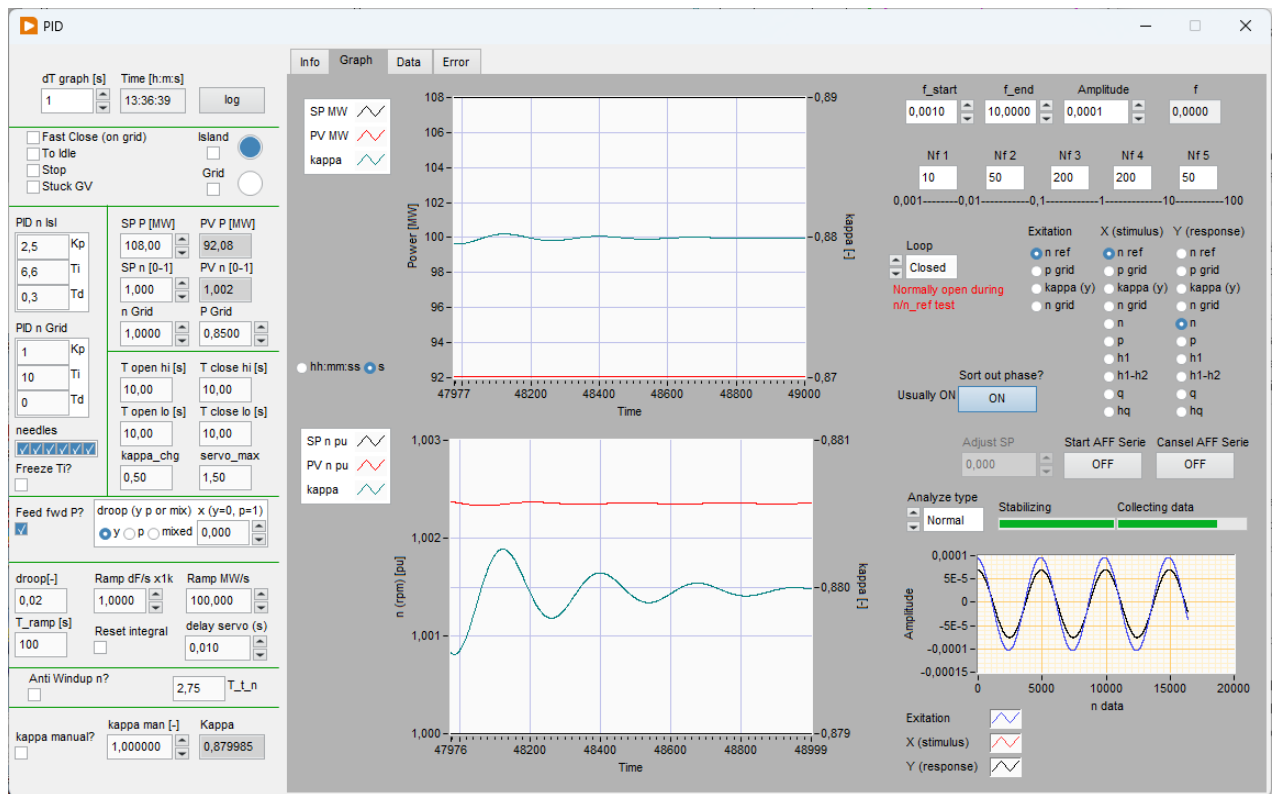 PID
Info Graph Data Error
dT graph [s] Time [h:m:s]
1 13:36:39 log
Fast Close (on grid)
To Idle
Stop
Stuck GV
Island
Grid
PID n Isl
2,5 Kp
6,6 Ti
0,3 Td
PID n Grid
1 Kp
10 Ti
0 Td
needles
Freeze Ti?
SP P [MW] PV P [MW]
108,00 92,08
SP n [0-1] PV n [0-1]
1,000 1,002
n Grid P Grid
1,0000 0,8500
T open hi [s] T close hi [s]
10,00 10,00
T open lo [s] T close lo [s]
10,00 10,00
kappa_chg servo_max
0,50 1,50
Feed fwd P?
droop (y p or mix) x (y=0, p=1)
y p mixed 0,000
droop[-] Ramp dF/s x1k Ramp MW/s
0,02 1,0000 100,000
T_ramp [s] Reset integral delay servo (s)
100 0,010
Anti Windup n?
2,75 T_t_n
kappa manual?
kappa man [-] Kappa
1,000000 0,879985
SP MW
PV MW
kappa
hh:mm:ss s
Power [MW]
108
106
104
102
100
98
96
94
92
0,89
0,88
0,87
kappa [-]
47977 48200 48400 48600 48800 49000
Time
SP n pu
PV n pu
kappa
n (rpm) [pu]
1,003
1,002
1,001
1,000
0,881
0,880
0,879
kappa [-]
47976 48200 48400 48600 48800 48999
Time
f_start f_end Amplitude f
0,0010 10,0000 0,0001 0,0000
Nf 1 Nf 2 Nf 3 Nf 4 Nf 5
10 50 200 200 50
0,001--------0,01-----------0,1-----------1-----------10-----------100
Loop
Closed
Normally open during
n/n_ref test
Exitation
n ref
p grid
kappa (y)
n grid
X (stimulus)
n ref
p grid
kappa (y)
n grid
n
p
h1
h1-h2
q
hq
Y (response)
n ref
p grid
kappa (y)
n grid
n
p
h1
h1-h2
q
hq
Sort out phase?
Usually ON ON
Adjust SP Start AFF Serie Cansel AFF Serie
0,000 OFF OFF
Analyze type Stabilizing Collecting data
Normal
Amplitude
0,0001
5E-5
0
-5E-5
-0,0001
-0,00015
0 5000 10000 15000 20000
n data
Exitation
X (stimulus)
Y (response)